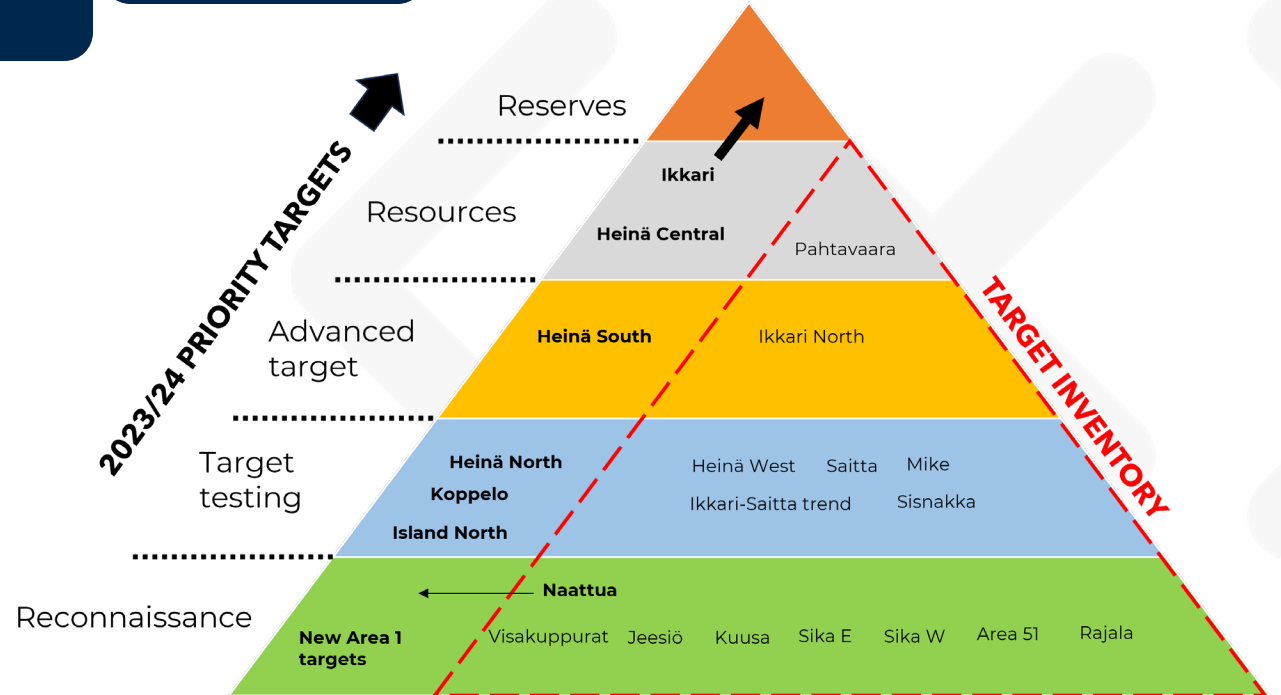 2023/24 PRIORITY TARGETS
Reserves
Ikkari
Resources
Heinä Central
Pahtavaara
TARGET INVENTORY
Advanced
target
Heinä South
Ikkari North
Target
testing
Heinä North
Koppelo
Island North
Heinä West Saitta Mike
Ikkari-Saitta trend Sisnakka
Reconnaissance
Naattua
New Area 1
targets
Visakuppurat Jeesiö Kuusa Sika E Sika W Area 51 Rajala